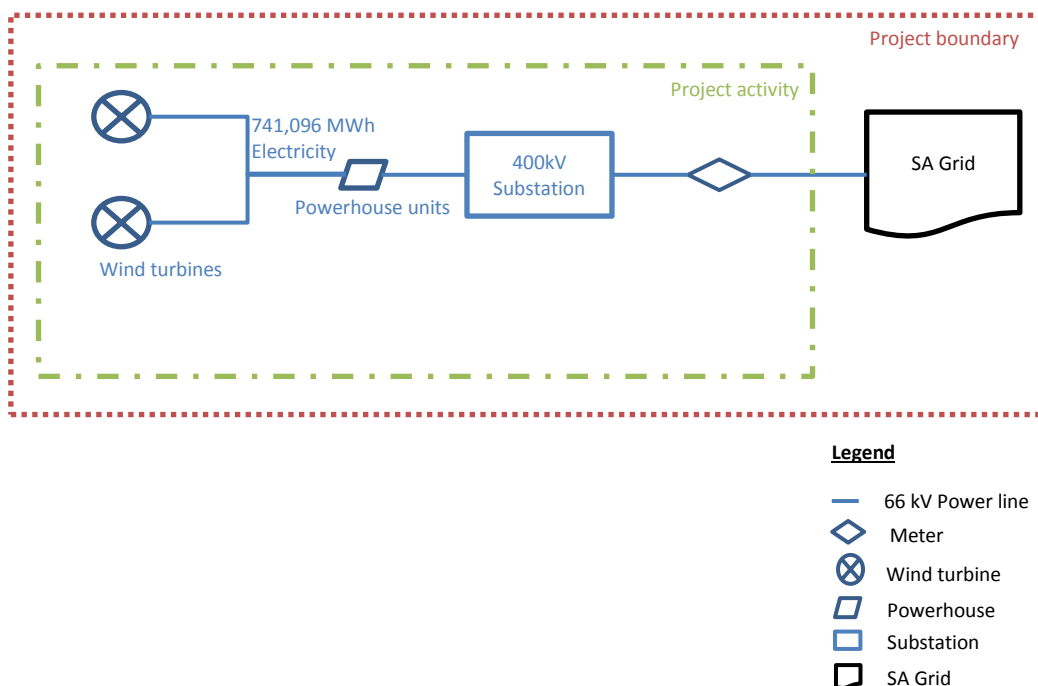 Project boundary
Project activity
741,096 MWh
Electricity
400kV
Substation
SA Grid
Powerhouse units
Wind turbines
Legend
66 kV Power line
Meter
Wind turbine
Powerhouse
Substation
SA Grid